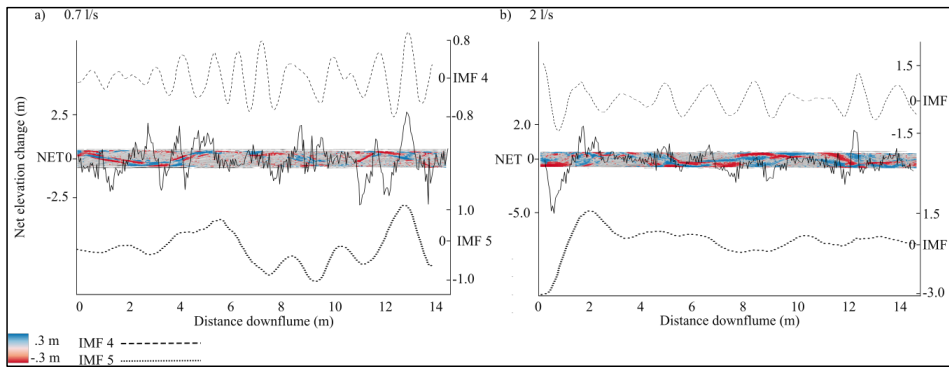 a) 0.7 l/s
b) 2 l/s
0.8
0 IMF 4
-0.8
2.5
NET 0
-2.5
Net elevation change (m)
1.0
0 IMF 5
-1.0
0 2 4 6 8 10 12 14
Distance downflume (m)
1.5
0 IMF
-1.5
2.0
NET 0
-5.0
1.5
0 IMF
-3.0
0 2 4 6 8 10 12 14
Distance downflume (m)
.3 m
-.3 m
IMF 4
IMF 5